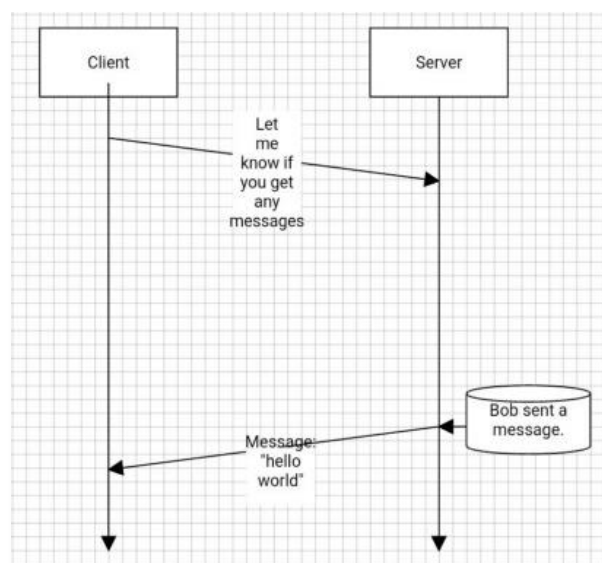 Client
Server
Let
me
know if
you get
any
messages
Bob sent a
message.
Message:
"hello
world"